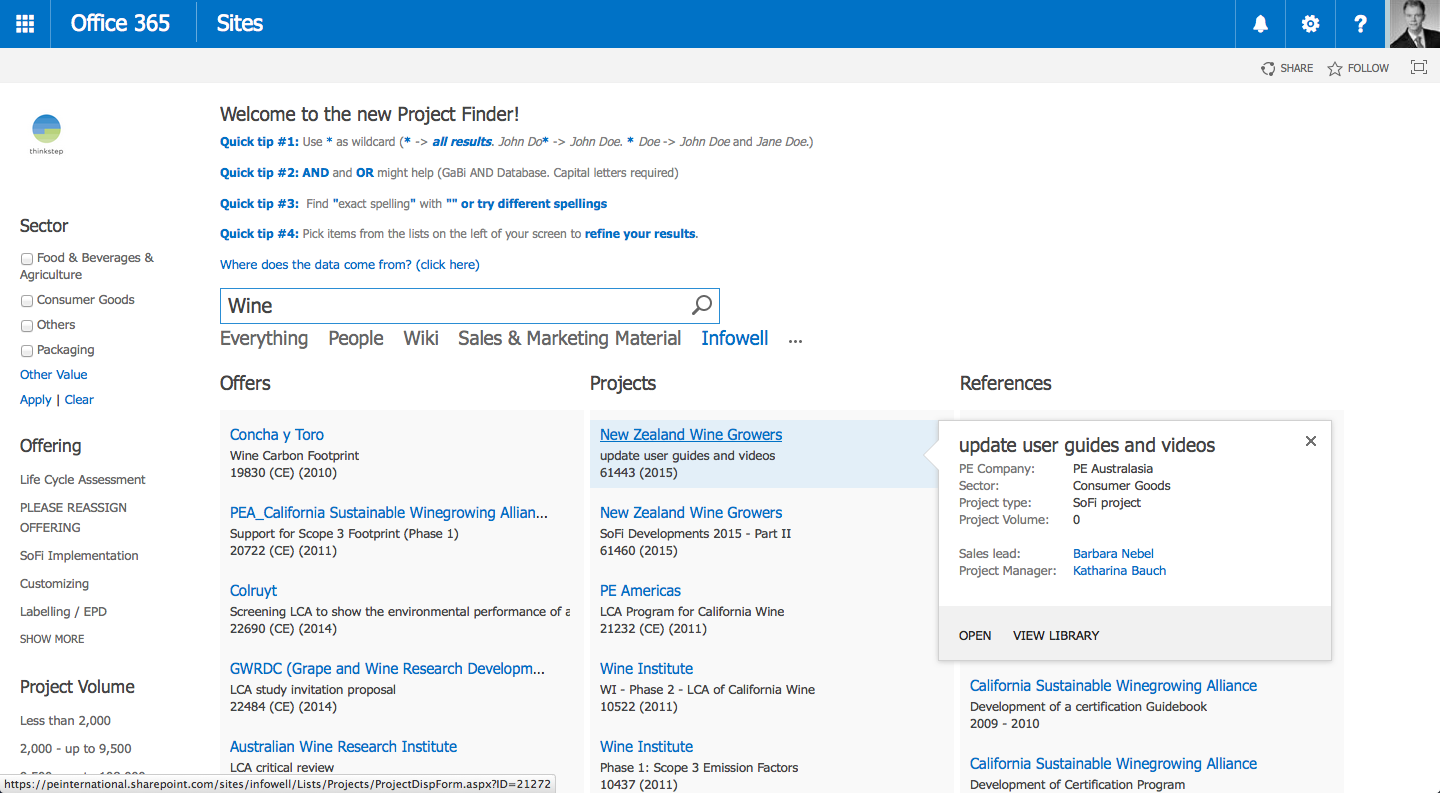 Office 365
Sites
SHARE
FOLLOW
thinkstep
Welcome to the new Project Finder!
Quick tip #1: Use * as wildcard (* -> all results. John Do* -> John Doe. * Doe -> John Doe and Jane Doe.)
Quick tip #2: AND and OR might help (GaBi AND Database. Capital letters required)
Quick tip #3: Find "exact spelling" with "" or try different spellings
Quick tip #4: Pick items from the lists on the left of your screen to refine your results.
Where does the data come from? (click here)
Wine
Everything People Wiki Sales & Marketing Material Infowell ...
Sector
Food & Beverages &
Agriculture
Consumer Goods
Others
Packaging
Other Value
Apply | Clear
Offering
Life Cycle Assessment
PLEASE REASSIGN
OFFERING
SoFi Implementation
Customizing
Labelling / EPD
SHOW MORE
Project Volume
Less than 2,000
2,000 - up to 9,500
Offers
Concha y Toro
Wine Carbon Footprint
19830 (CE) (2010)
PEA_California Sustainable Winegrowing Allian...
Support for Scope 3 Footprint (Phase 1)
20722 (CE) (2011)
Colruyt
Screening LCA to show the environmental performance of a
22690 (CE) (2014)
GWRDC (Grape and Wine Research Developm...
LCA study invitation proposal
22484 (CE) (2014)
Australian Wine Research Institute
LCA critical review
Projects
New Zealand Wine Growers
update user guides and videos
61443 (2015)
New Zealand Wine Growers
SoFi Developments 2015 - Part II
61460 (2015)
PE Americas
LCA Program for California Wine
21232 (CE) (2011)
Wine Institute
WI - Phase 2 - LCA of California Wine
10522 (2011)
Wine Institute
Phase 1: Scope 3 Emission Factors
10437 (2011)
References
update user guides and videos
PE Company: PE Australasia
Sector: Consumer Goods
Project type: SoFi project
Project Volume: 0
Sales lead: Barbara Nebel
Project Manager: Katharina Bauch
OPEN VIEW LIBRARY
California Sustainable Winegrowing Alliance
Development of a certification Guidebook
2009 - 2010
California Sustainable Winegrowing Alliance
Development of Certification Program
https://peinternational.sharepoint.com/sites/infowell/Lists/Projects/ProjectDispForm.aspx?ID=21272